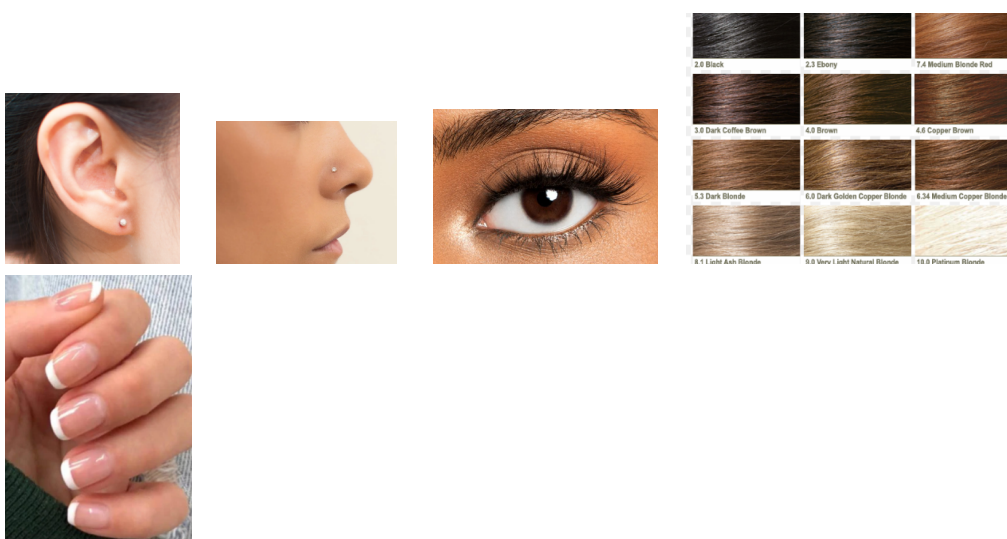 2.0 Black 2.3 Ebony 7.4 Medium Blonde Red
3.0 Dark Coffee Brown 4.0 Brown 4.6 Copper Brown
5.3 Dark Blonde 6.0 Dark Golden Copper Blonde 6.34 Medium Copper Blonde
8.1 Light Ash Blonde 9.0 Very Light Natural Blonde 10.0 Platinum Blonde